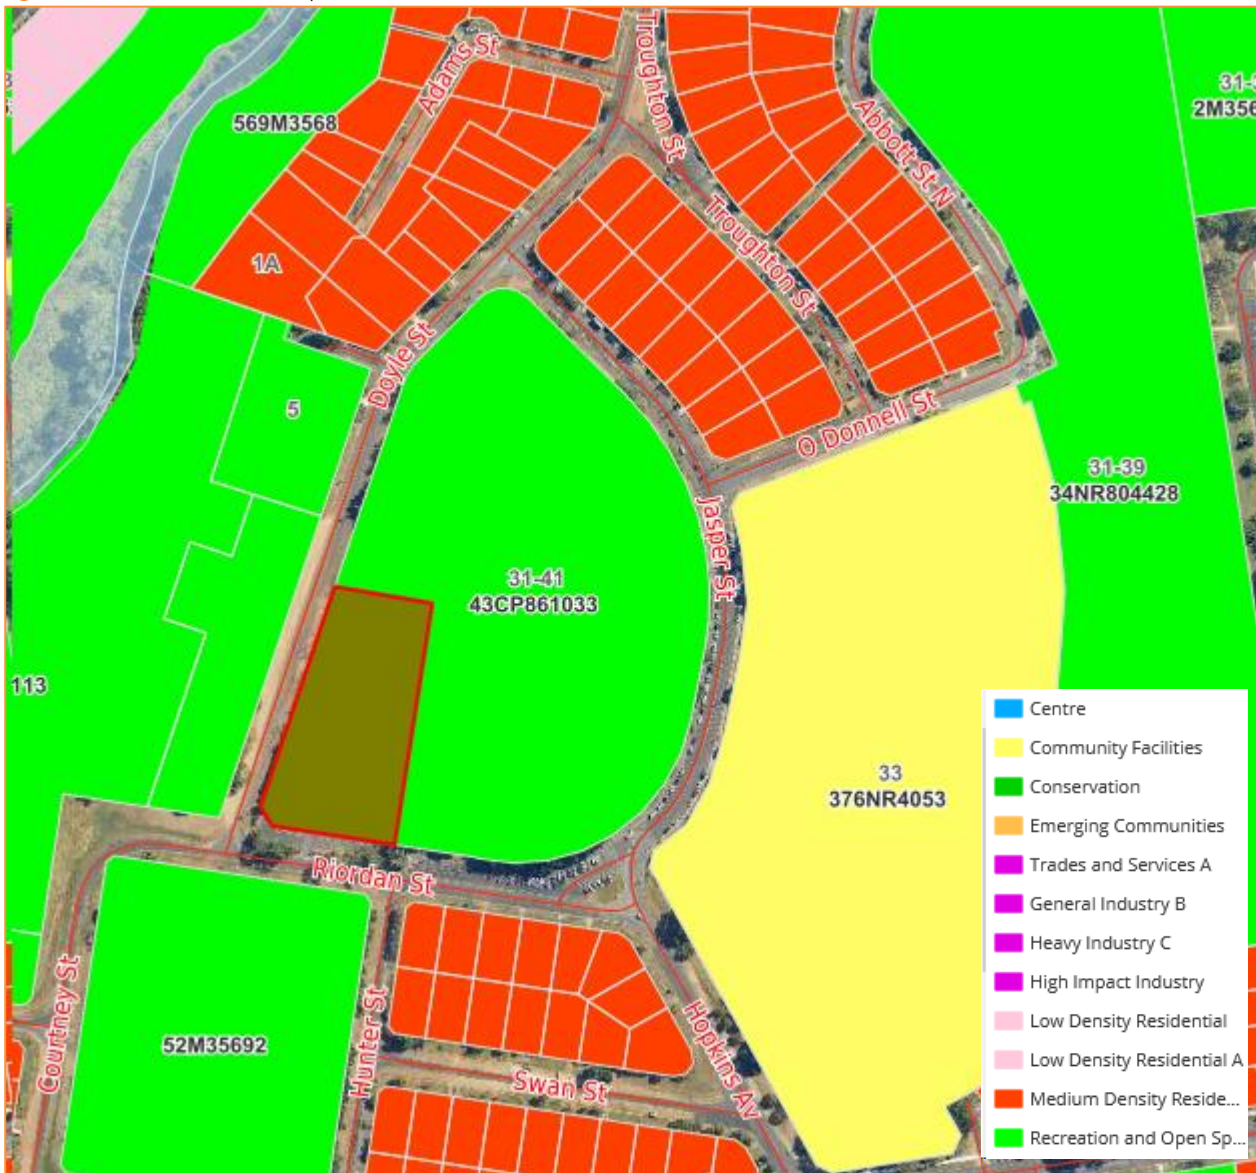 Adams St
Troughton St
569M3568
Abbott St N
31-3
2M356
Troughton St
1A
Doyle St
5
O Donnell St
31-39
34NR804428
Jasper St
31-41
43CP861033
113
Centre
Community Facilities
33
376NR4053
Conservation
Emerging Communities
Trades and Services A
Riordan St
General Industry B
Heavy Industry C
High Impact Industry
Courtney St
Hunter St
Hopkins Av
Low Density Residential
52M35692
Low Density Residential A
Swan St
Medium Density Reside...
Recreation and Open Sp...